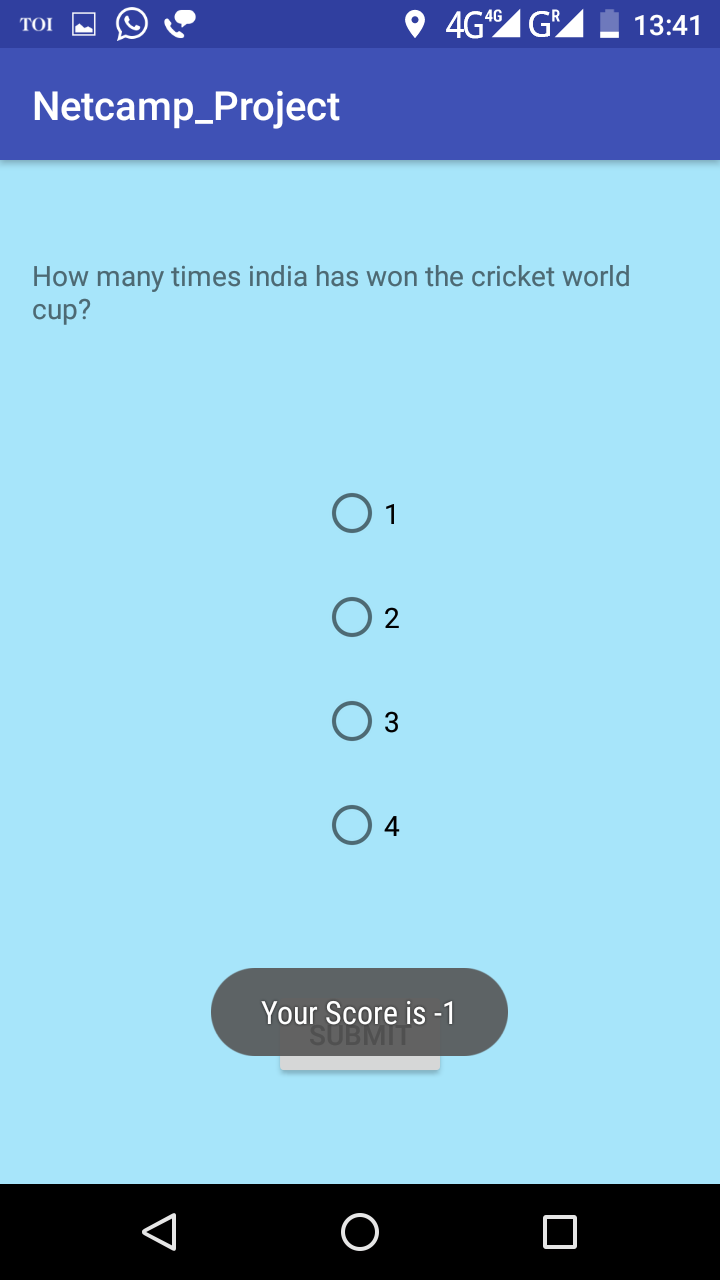 TOI 4G 4G G R 13:41
Netcamp_Project
How many times india has won the cricket world
cup?
1
2
3
4
Your Score is -1
SUBMIT